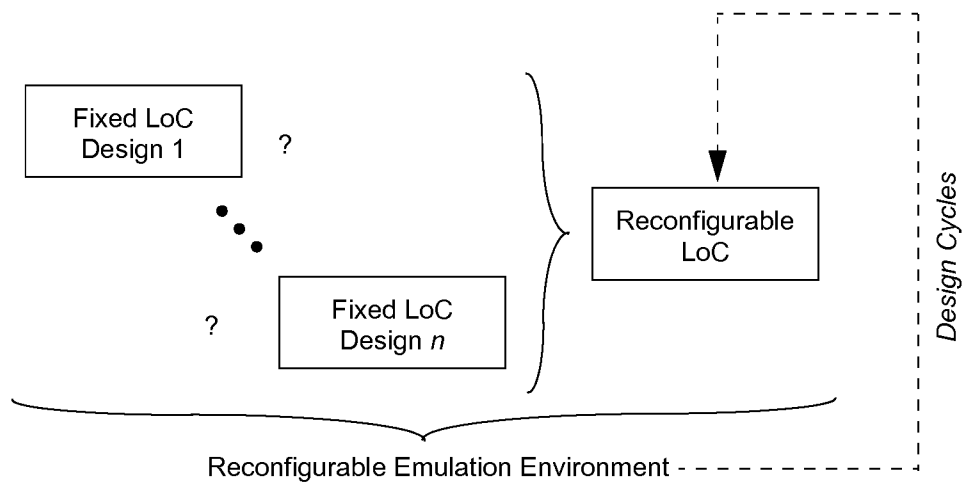 Fixed LoC
Design 1
?
Reconfigurable
LoC
?
Fixed LoC
Design n
Design Cycles
Reconfigurable Emulation Environment